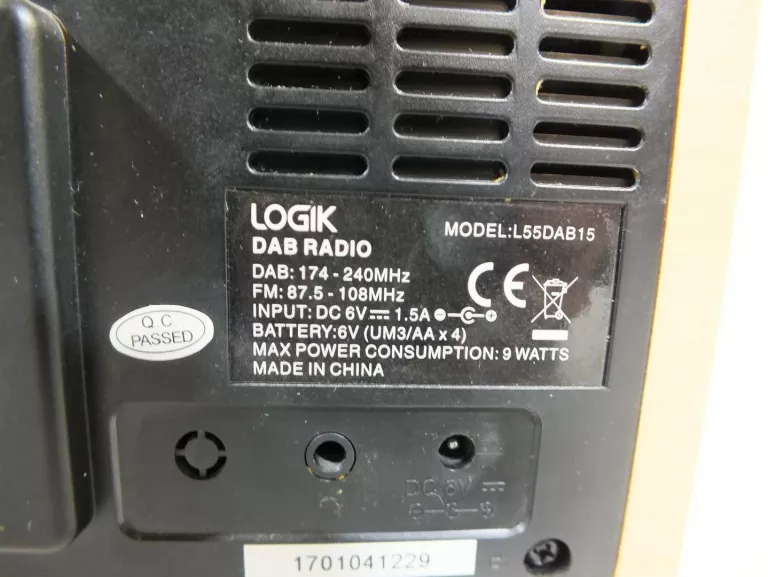 LOGIK
DAB RADIO
MODEL:L55DAB15
DAB: 174 - 240MHz
FM: 87.5 - 108MHz
INPUT: DC 6V 1.5A
BATTERY:6V (UM3/AA x 4)
MAX POWER CONSUMPTION: 9 WATTS
MADE IN CHINA
CE
Q.C
PASSED
DC 6V
1701041229